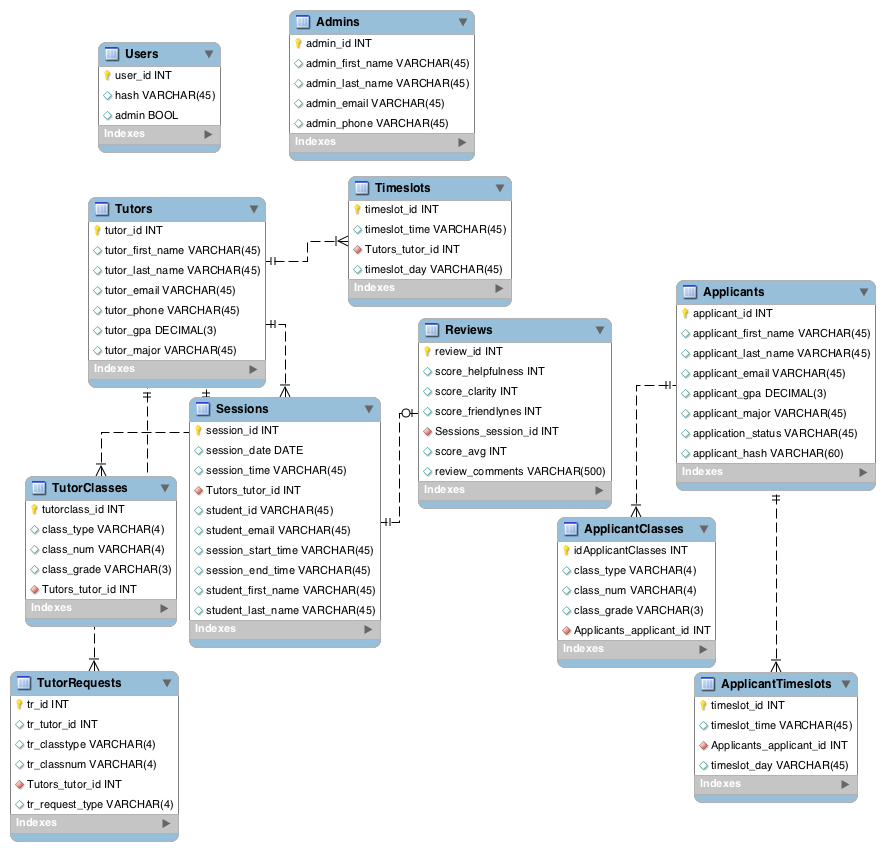 Admins
admin_id INT
admin_first_name VARCHAR(45)
admin_last_name VARCHAR(45)
admin_email VARCHAR(45)
admin_phone VARCHAR(45)
Indexes
Users
user_id INT
hash VARCHAR(45)
admin BOOL
Indexes
Timeslots
timeslot_id INT
timeslot_time VARCHAR(45)
Tutors_tutor_id INT
timeslot_day VARCHAR(45)
Indexes
Tutors
tutor_id INT
tutor_first_name VARCHAR(45)
tutor_last_name VARCHAR(45)
tutor_email VARCHAR(45)
tutor_phone VARCHAR(45)
tutor_gpa DECIMAL(3)
tutor_major VARCHAR(45)
Indexes
Applicants
applicant_id INT
applicant_first_name VARCHAR(45)
applicant_last_name VARCHAR(45)
applicant_email VARCHAR(45)
applicant_gpa DECIMAL(3)
applicant_major VARCHAR(45)
application_status VARCHAR(45)
applicant_hash VARCHAR(60)
Indexes
Reviews
review_id INT
score_helpfulness INT
score_clarity INT
score_friendlynes INT
Sessions_session_id INT
score_avg INT
review_comments VARCHAR(500)
Indexes
Sessions
session_id INT
session_date DATE
session_time VARCHAR(45)
Tutors_tutor_id INT
student_id VARCHAR(45)
student_email VARCHAR(45)
session_start_time VARCHAR(45)
session_end_time VARCHAR(45)
student_first_name VARCHAR(45)
student_last_name VARCHAR(45)
Indexes
TutorClasses
tutorclass_id INT
class_type VARCHAR(4)
class_num VARCHAR(4)
class_grade VARCHAR(3)
Tutors_tutor_id INT
Indexes
ApplicantClasses
idApplicantClasses INT
class_type VARCHAR(4)
class_num VARCHAR(4)
class_grade VARCHAR(3)
Applicants_applicant_id INT
Indexes
TutorRequests
tr_id INT
tr_tutor_id INT
tr_classtype VARCHAR(4)
tr_classnum VARCHAR(4)
Tutors_tutor_id INT
tr_request_type VARCHAR(4)
Indexes
ApplicantTimeslots
timeslot_id INT
timeslot_time VARCHAR(45)
Applicants_applicant_id INT
timeslot_day VARCHAR(45)
Indexes